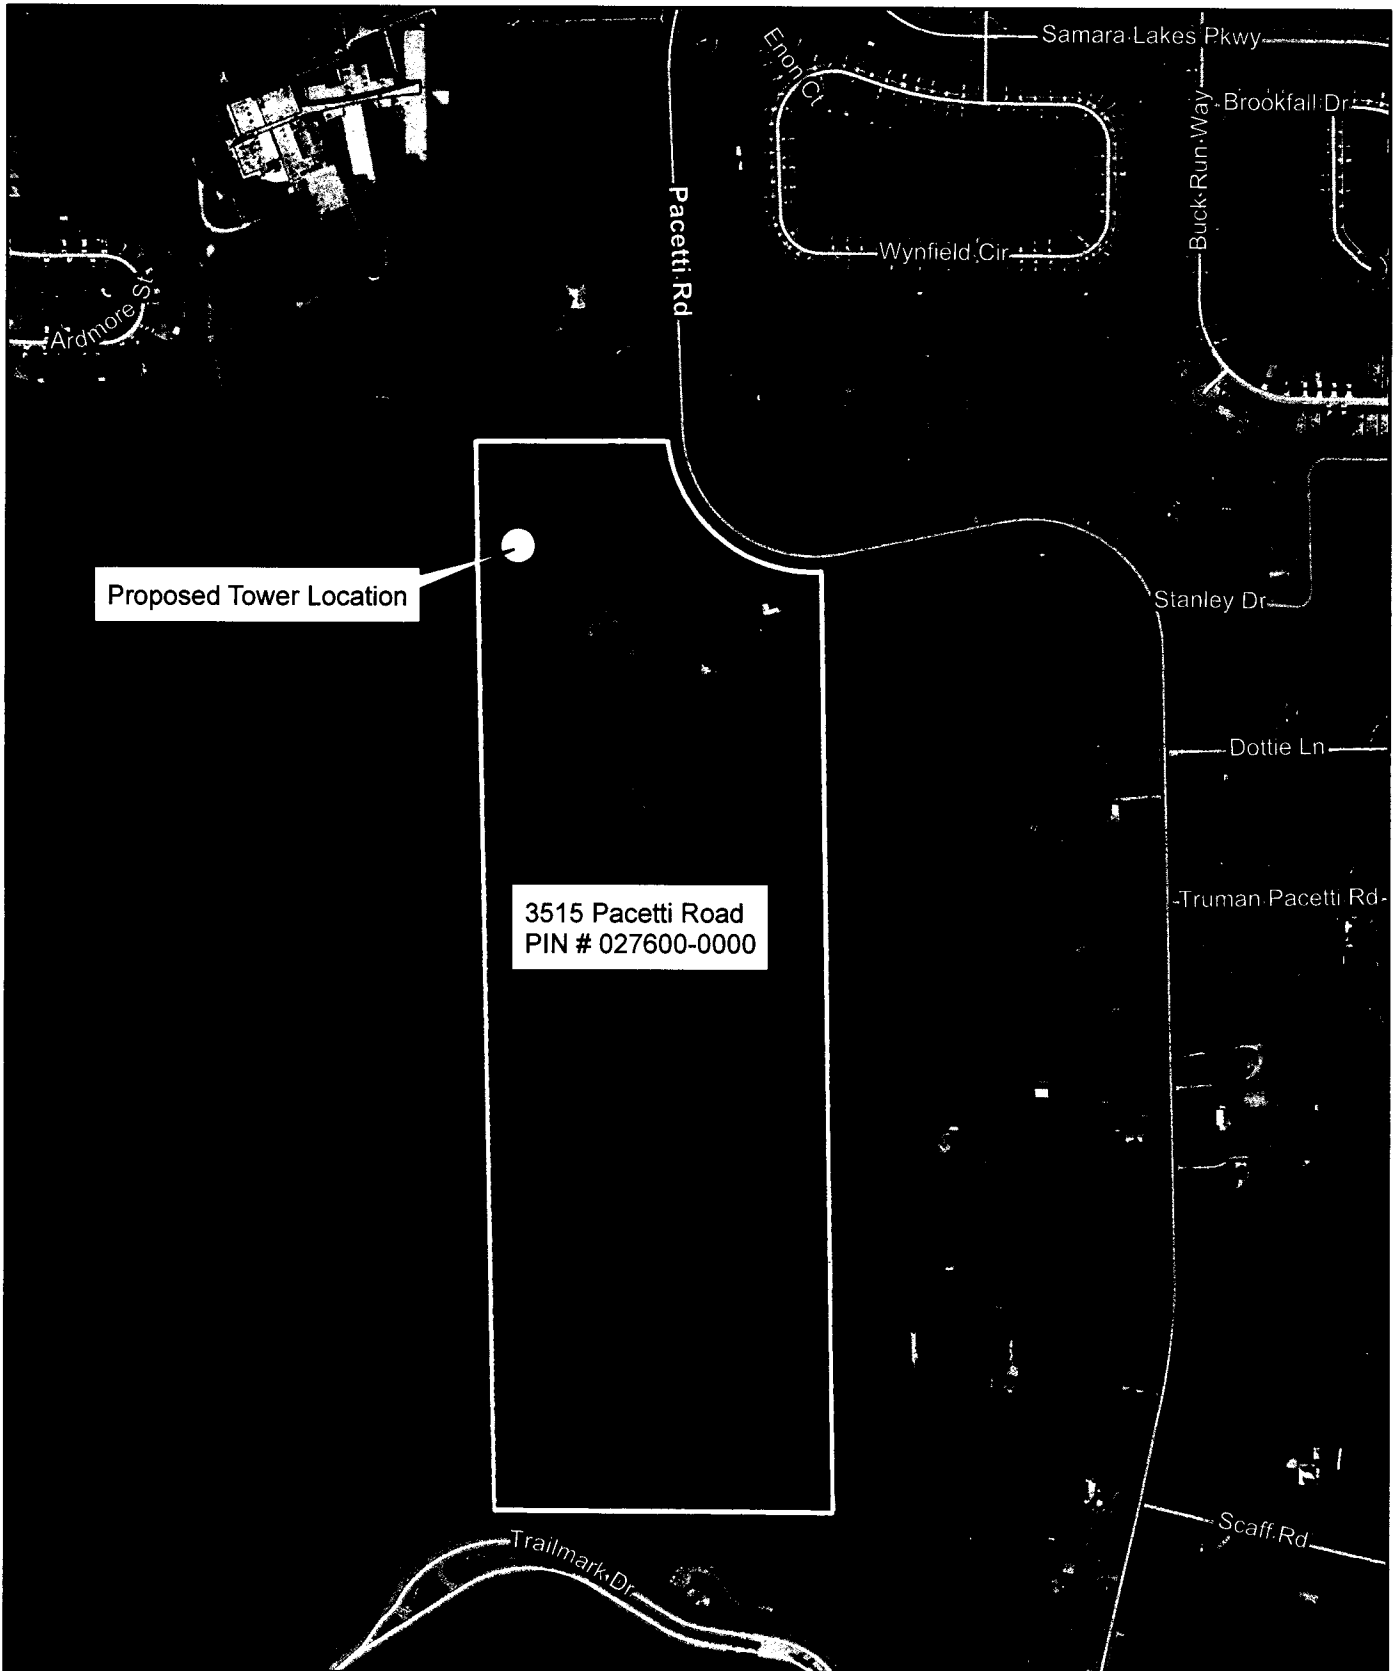 Samara Lakes Pkwy
Enon Ct
Brookfall Dr
Buck Run Way
Pacetti Rd
Wynfield Cir
Ardmore St
Proposed Tower Location
Stanley Dr
Dottie Ln
Truman Pacetti Rd
3515 Pacetti Road
PIN # 027600-0000
Scaff Rd
Trailmark Dr